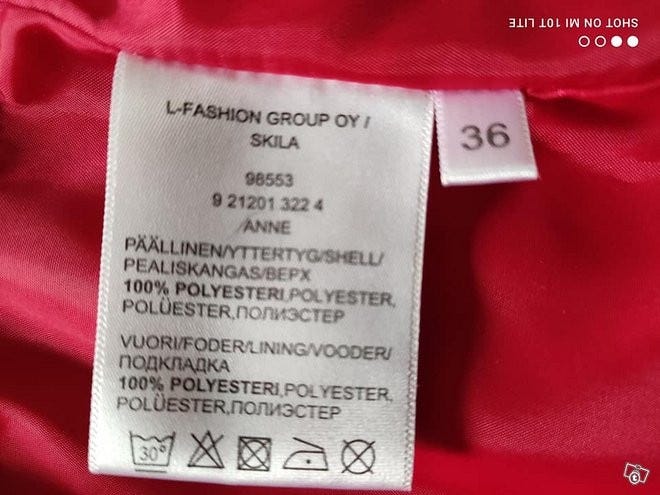 SHOT ON MI 10T LITE
L-FASHION GROUP OY /
SKILA
98553
9 21201 322 4
/ANNE
PÄÄLLINEN/YTTERTYG/SHELL/
PEALISKANGAS/ВЕРХ
100% POLYESTERI,POLYESTER,
POLÜESTER,ПОЛИЭСТЕР
VUORI/FODER/LINING/VOODER/
ПОДКЛАДКА
100% POLYESTERI,POLYESTER,
POLÜESTER,ПОЛИЭСТЕР
30°
36